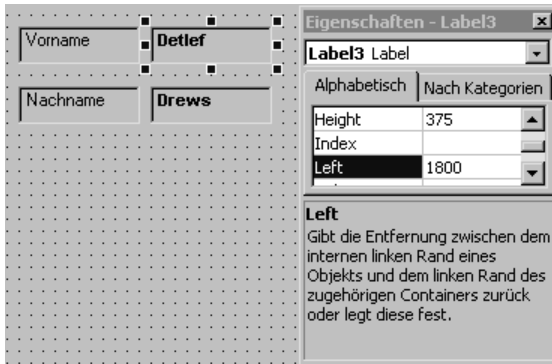 Vorname
Detlef
Nachname
Drews
Eigenschaften - Label3
Label3 Label
Alphabetisch
Nach Kategorien
Height 375
Index
Left 1800
Left
Gibt die Entfernung zwischen dem
internen linken Rand eines
Objekts und dem linken Rand des
zugehörigen Containers zurück
oder legt diese fest.